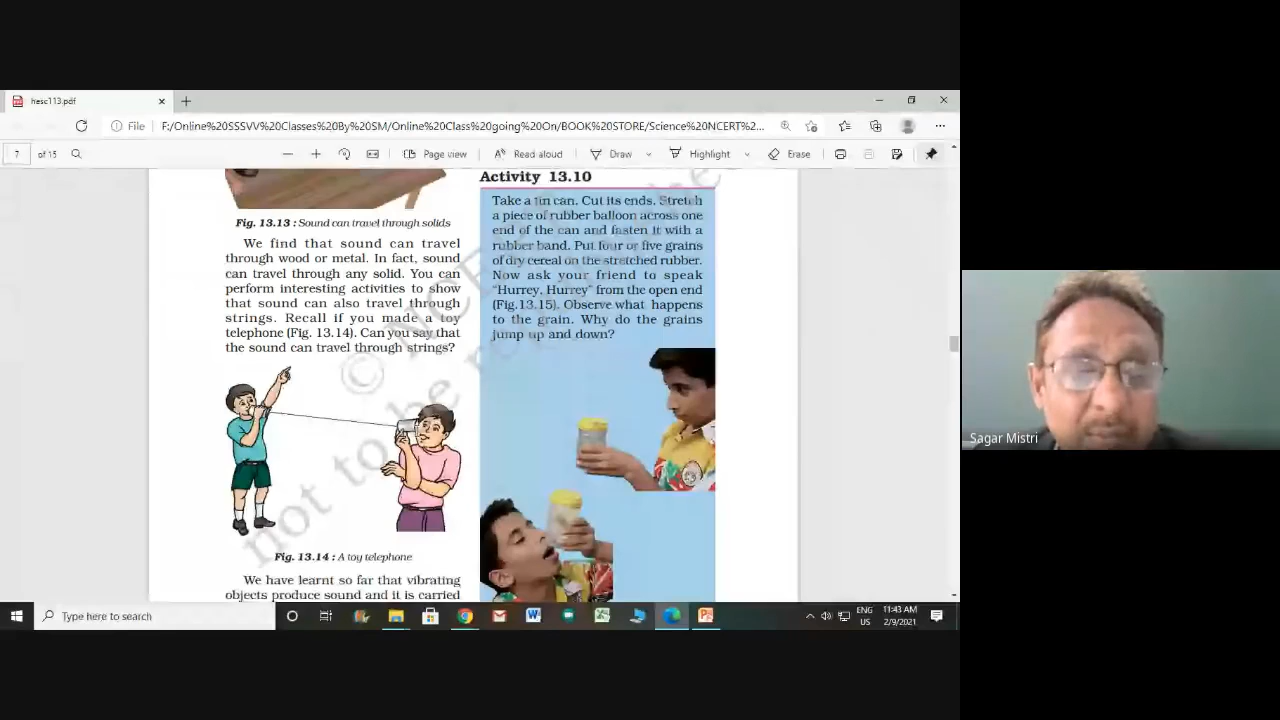 hesc113.pdf
File
F:/Online%20SSSVV%20Classes%20By%20SM/Online%20Class%20going%20On/BOOK%20STORE/Science%20NCERT%2...
7 of 15
Page view
Read aloud
Draw
Highlight
Erase
Fig. 13.13 : Sound can travel through solids
We find that sound can travel
through wood or metal. In fact, sound
can travel through any solid. You can
perform interesting activities to show
that sound can also travel through
strings. Recall if you made a toy
telephone (Fig. 13.14). Can you say that
the sound can travel through strings?
Fig. 13.14 : A toy telephone
We have learnt so far that vibrating
objects produce sound and it is carried
Activity 13.10
Take a tin can. Cut its ends. Stretch
a piece of rubber balloon across one
end of the can and fasten it with a
rubber band. Put four or five grains
of dry cereal on the stretched rubber.
Now ask your friend to speak
“Hurrey, Hurrey” from the open end
(Fig.13.15). Observe what happens
to the grain. Why do the grains
jump up and down?
© NCE
not to be re
Sagar Mistri
Type here to search
ENG
US
11:43 AM
2/9/2021